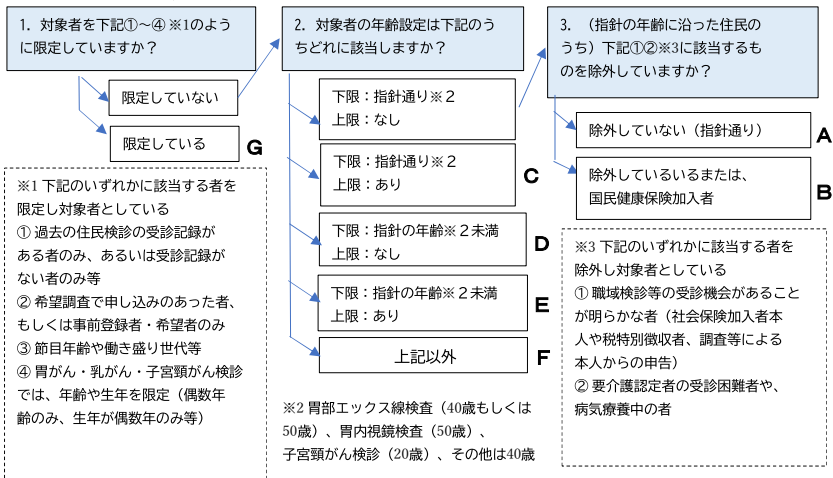 1．対象者を下記①～④ ※1のよう
に限定していますか？
限定していない
限定している
G
※1 下記のいずれかに該当する者を
限定し対象者としている
① 過去の住民検診の受診記録が
ある者のみ、あるいは受診記録が
ない者のみ等
② 希望調査で申し込みのあった者、
もしくは事前登録者・希望者のみ
③ 節目年齢や働き盛り世代等
④ 胃がん・乳がん・子宮頸がん検診
では、年齢や生年を限定（偶数年
齢のみ、生年が偶数年のみ等）
2．対象者の年齢設定は下記のう
ちどれに該当しますか？
下限：指針通り※２
上限：なし
下限：指針通り※２
上限：あり
C
下限：指針の年齢※２未満
上限：なし
D
下限：指針の年齢※２未満
上限：あり
E
上記以外
F
※2 胃部エックス線検査（40歳もしくは
50歳）、胃内視鏡検査（50歳）、
子宮頸がん検診（20歳）、その他は40歳
3．（指針の年齢に沿った住民の
うち）下記①②※3に該当するも
のを除外していますか？
除外していない（指針通り）
A
除外しているいるまたは、
国民健康保険加入者
B
※3 下記のいずれかに該当する者を
除外し対象者としている
① 職域検診等の受診機会があること
が明らかな者（社会保険加入者本
人や税特別徴収者、調査等による
本人からの申告）
② 要介護認定者の受診困難者や、
病気療養中の者